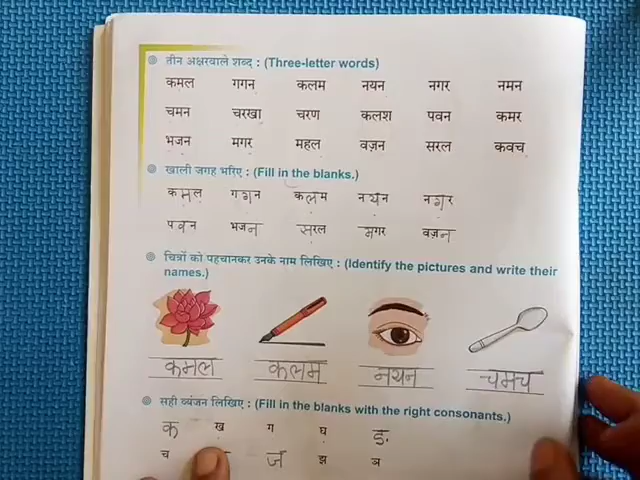 तीन अक्षरवाले शब्द : (Three-letter words)
कमल गगन कलम नयन नगर नमन
चमन चरखा चरण कलश पवन कमर
भजन मगर महल वज़न सरल कवच
खाली जगह भरिए : (Fill in the blanks.)
कमल गगन कलम नयन नगर
पवन भजन सरल मगर वज़न
चित्रों को पहचानकर उनके नाम लिखिए : (Identify the pictures and write their
names.)
कमल कलम नयन चमच
सही व्यंजन लिखिए : (Fill in the blanks with the right consonants.)
क ख ग घ ङ
च ज झ ञ